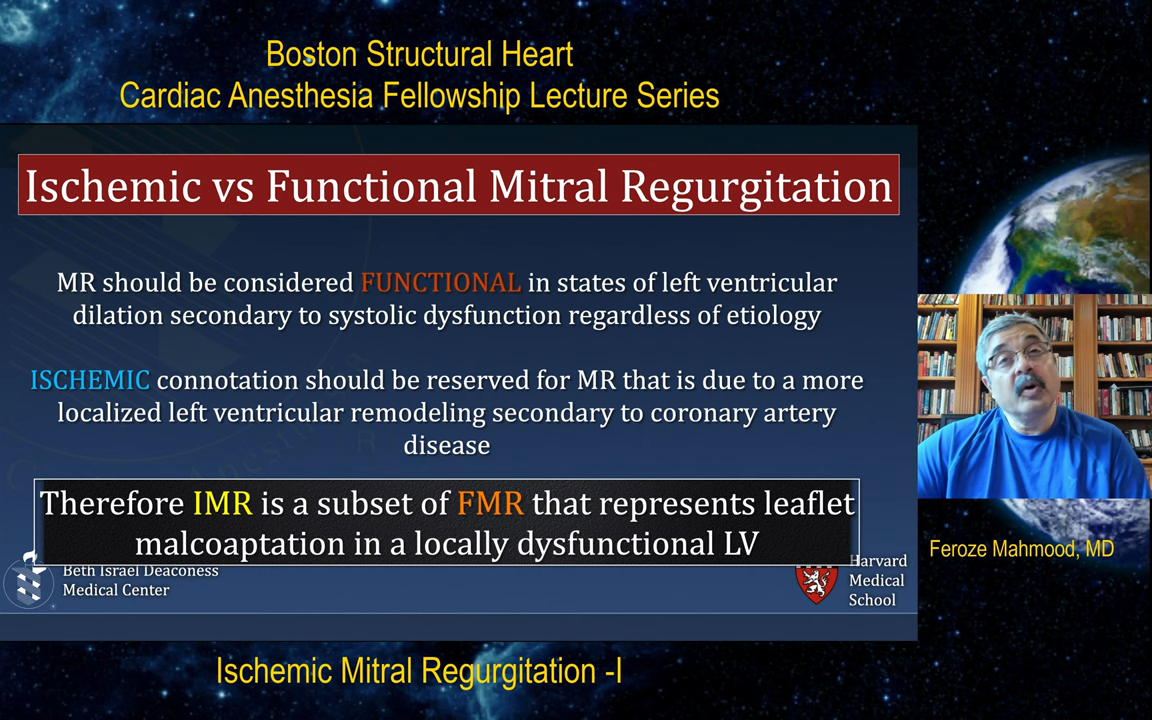 Boston Structural Heart
Cardiac Anesthesia Fellowship Lecture Series
Ischemic vs Functional Mitral Regurgitation
MR should be considered FUNCTIONAL in states of left ventricular
dilation secondary to systolic dysfunction regardless of etiology
ISCHEMIC connotation should be reserved for MR that is due to a more
localized left ventricular remodeling secondary to coronary artery
disease
Therefore IMR is a subset of FMR that represents leaflet
malcoaptation in a locally dysfunctional LV
Beth Israel Deaconess
Medical Center
Harvard
Medical
School
Feroze Mahmood, MD
Ischemic Mitral Regurgitation -I